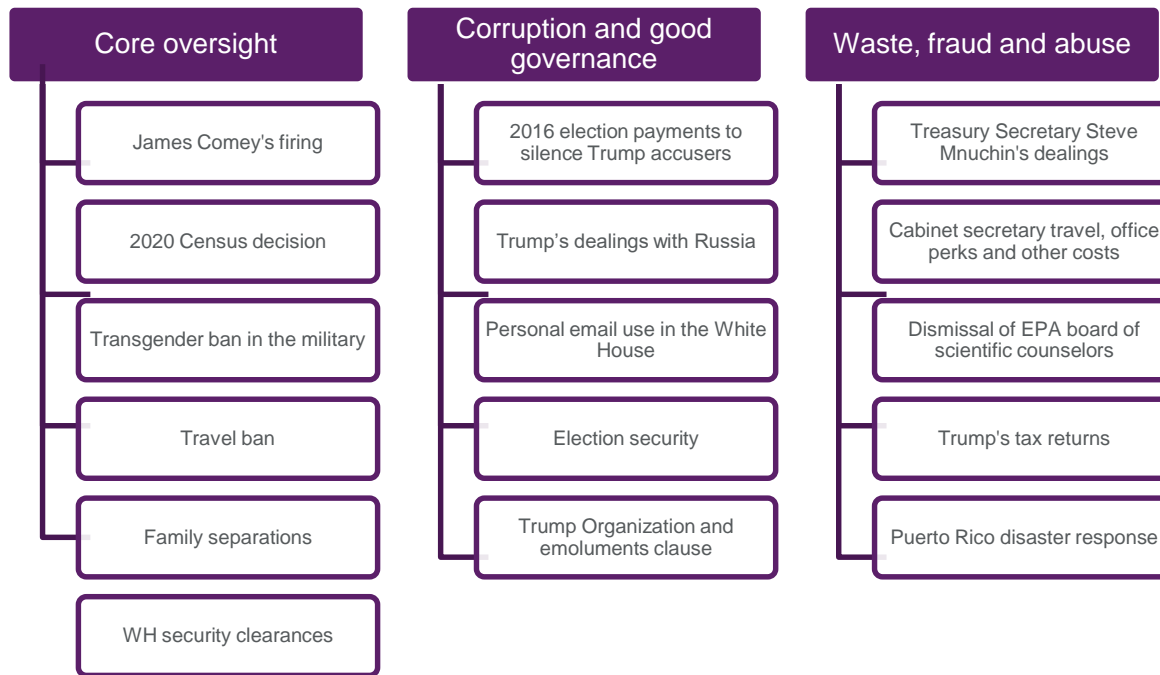 Core oversight
James Comey's firing
2020 Census decision
Transgender ban in the military
Travel ban
Family separations
WH security clearances
Corruption and good
governance
2016 election payments to
silence Trump accusers
Trump’s dealings with Russia
Personal email use in the White
House
Election security
Trump Organization and
emoluments clause
Waste, fraud and abuse
Treasury Secretary Steve
Mnuchin's dealings
Cabinet secretary travel, office
perks and other costs
Dismissal of EPA board of
scientific counselors
Trump's tax returns
Puerto Rico disaster response